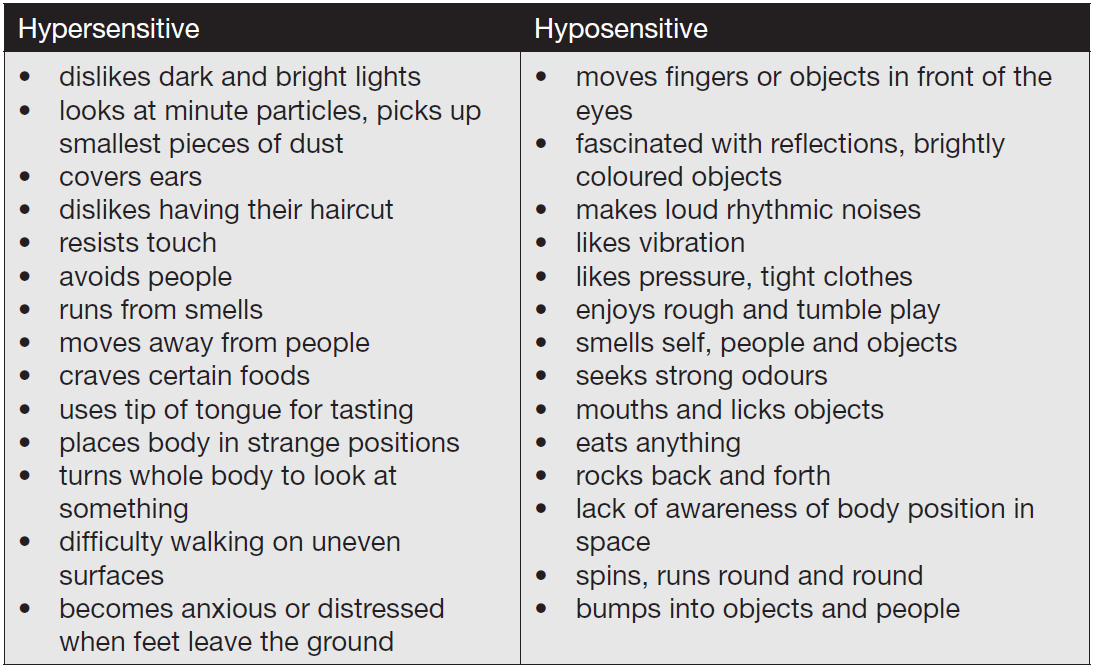 Hypersensitive
• dislikes dark and bright lights
• looks at minute particles, picks up
smallest pieces of dust
• covers ears
• dislikes having their haircut
• resists touch
• avoids people
• runs from smells
• moves away from people
• craves certain foods
• uses tip of tongue for tasting
• places body in strange positions
• turns whole body to look at
something
• difficulty walking on uneven
surfaces
• becomes anxious or distressed
when feet leave the ground
Hyposensitive
• moves fingers or objects in front of the
eyes
• fascinated with reflections, brightly
coloured objects
• makes loud rhythmic noises
• likes vibration
• likes pressure, tight clothes
• enjoys rough and tumble play
• smells self, people and objects
• seeks strong odours
• mouths and licks objects
• eats anything
• rocks back and forth
• lack of awareness of body position in
space
• spins, runs round and round
• bumps into objects and people